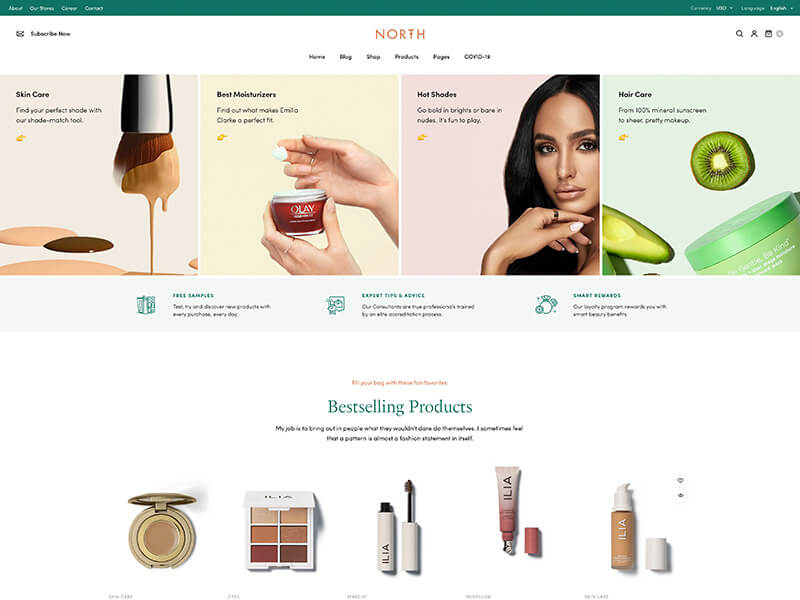 About Our Stores Career Contact
Currency USD Language English
Subscribe Now
NORTH
0
Home Blog Shop Products Pages COVID-19
Skin Care
Find your perfect shade with
our shade-match tool.
Best Moisturizers
Find out what makes Emilia
Clarke a perfect fit.
OLAY
Hot Shades
Go bold in brights or bare in
nudes. It's fun to play.
Hair Care
From 100% mineral sunscreen
to sheer, pretty makeup.
Gentle, Be Kind
FREE SAMPLES
Test, try and discover new products with
every purchase, every day.
EXPERT TIPS & ADVICE
Our Consultants are true professionals trained
by an elite accreditation process.
SMART REWARDS
Our loyalty program rewards you with
smart beauty benefits.
Fill your bag with these fan favorites
Bestselling Products
My job is to bring out in people what they wouldn't dare do themselves. I sometimes feel
that a pattern is almost a fashion statement in itself.
ILIA
ILIA
ILIA
ILIA
SKIN CARE
EYES
MAKEUP
MULTI-USE
SKIN CARE